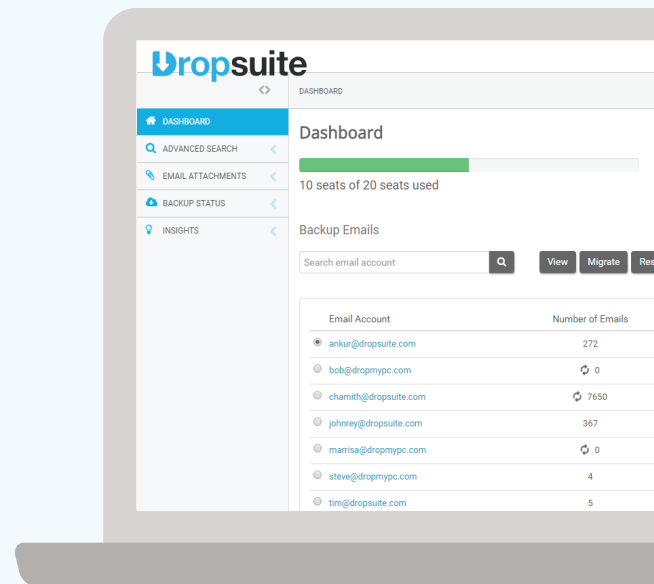 Dropsuite
DASHBOARD
DASHBOARD
ADVANCED SEARCH
EMAIL ATTACHMENTS
BACKUP STATUS
INSIGHTS
Dashboard
10 seats of 20 seats used
Backup Emails
Search email account
View Migrate Res
Email Account Number of Emails
ankur@dropsuite.com 272
bob@dropmypc.com 0
chamith@dropsuite.com 7650
johnrey@dropsuite.com 367
marrisa@dropmypc.com 0
steve@dropmypc.com 4
tim@dropsuite.com 5